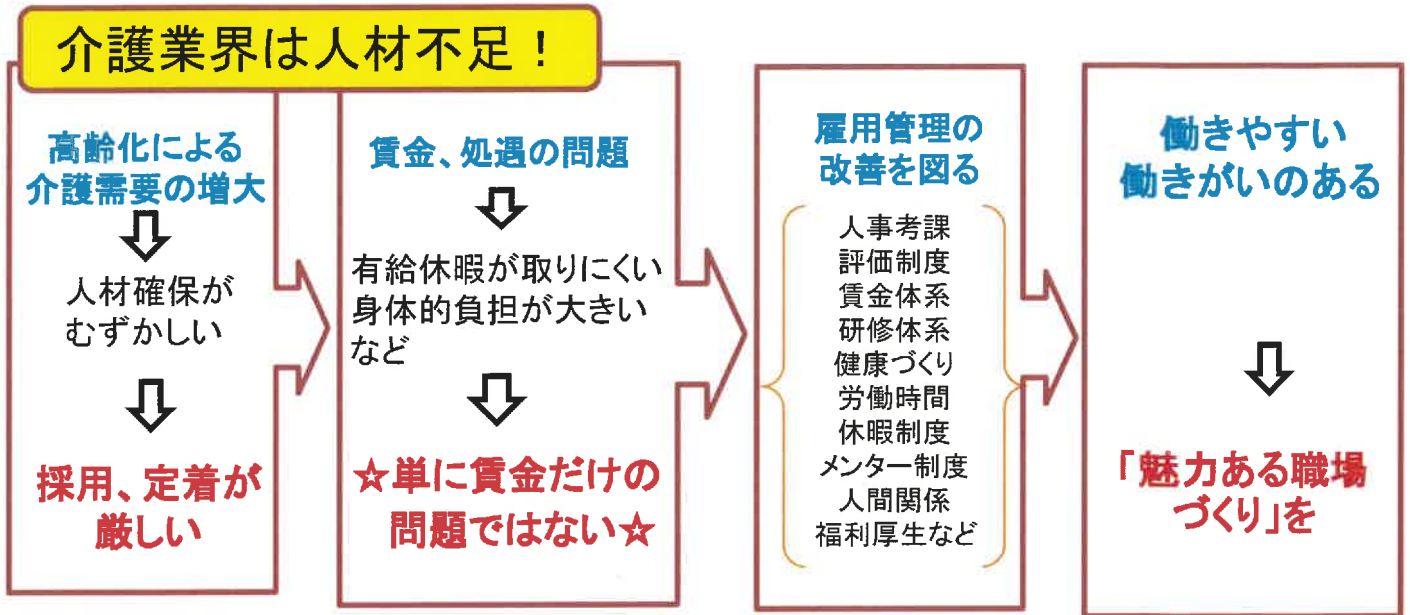 介護業界は人材不足！
高齢化による
介護需要の増大
人材確保が
むずかしい
採用、定着が
厳しい
賃金、処遇の問題
有給休暇が取りにくい
身体的負担が大きい
など
☆単に賃金だけの
問題ではない☆
雇用管理の
改善を図る
人事考課
評価制度
賃金体系
研修体系
健康づくり
労働時間
休暇制度
メンター制度
人間関係
福利厚生など
働きやすい
働きがいのある
「魅力ある職場
づくり」を